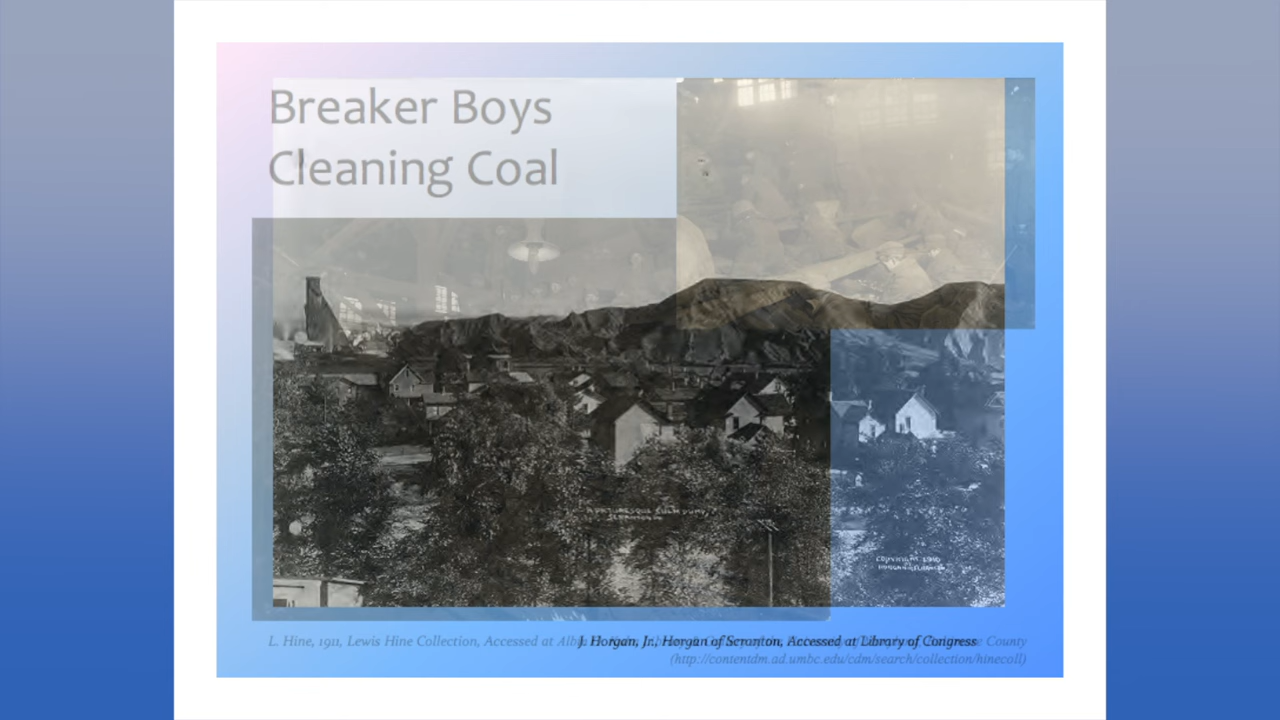 Breaker Boys
Cleaning Coal
COPYRIGHT 1910
L. Hine, 1911, Lewis Hine Collection, Accessed at
J. Horgan, Jr., Horgan of Scranton, Accessed at Library of Congress
County
(http://contentdm.ad.umbc.edu/cdm/search/collection/hinecoll)